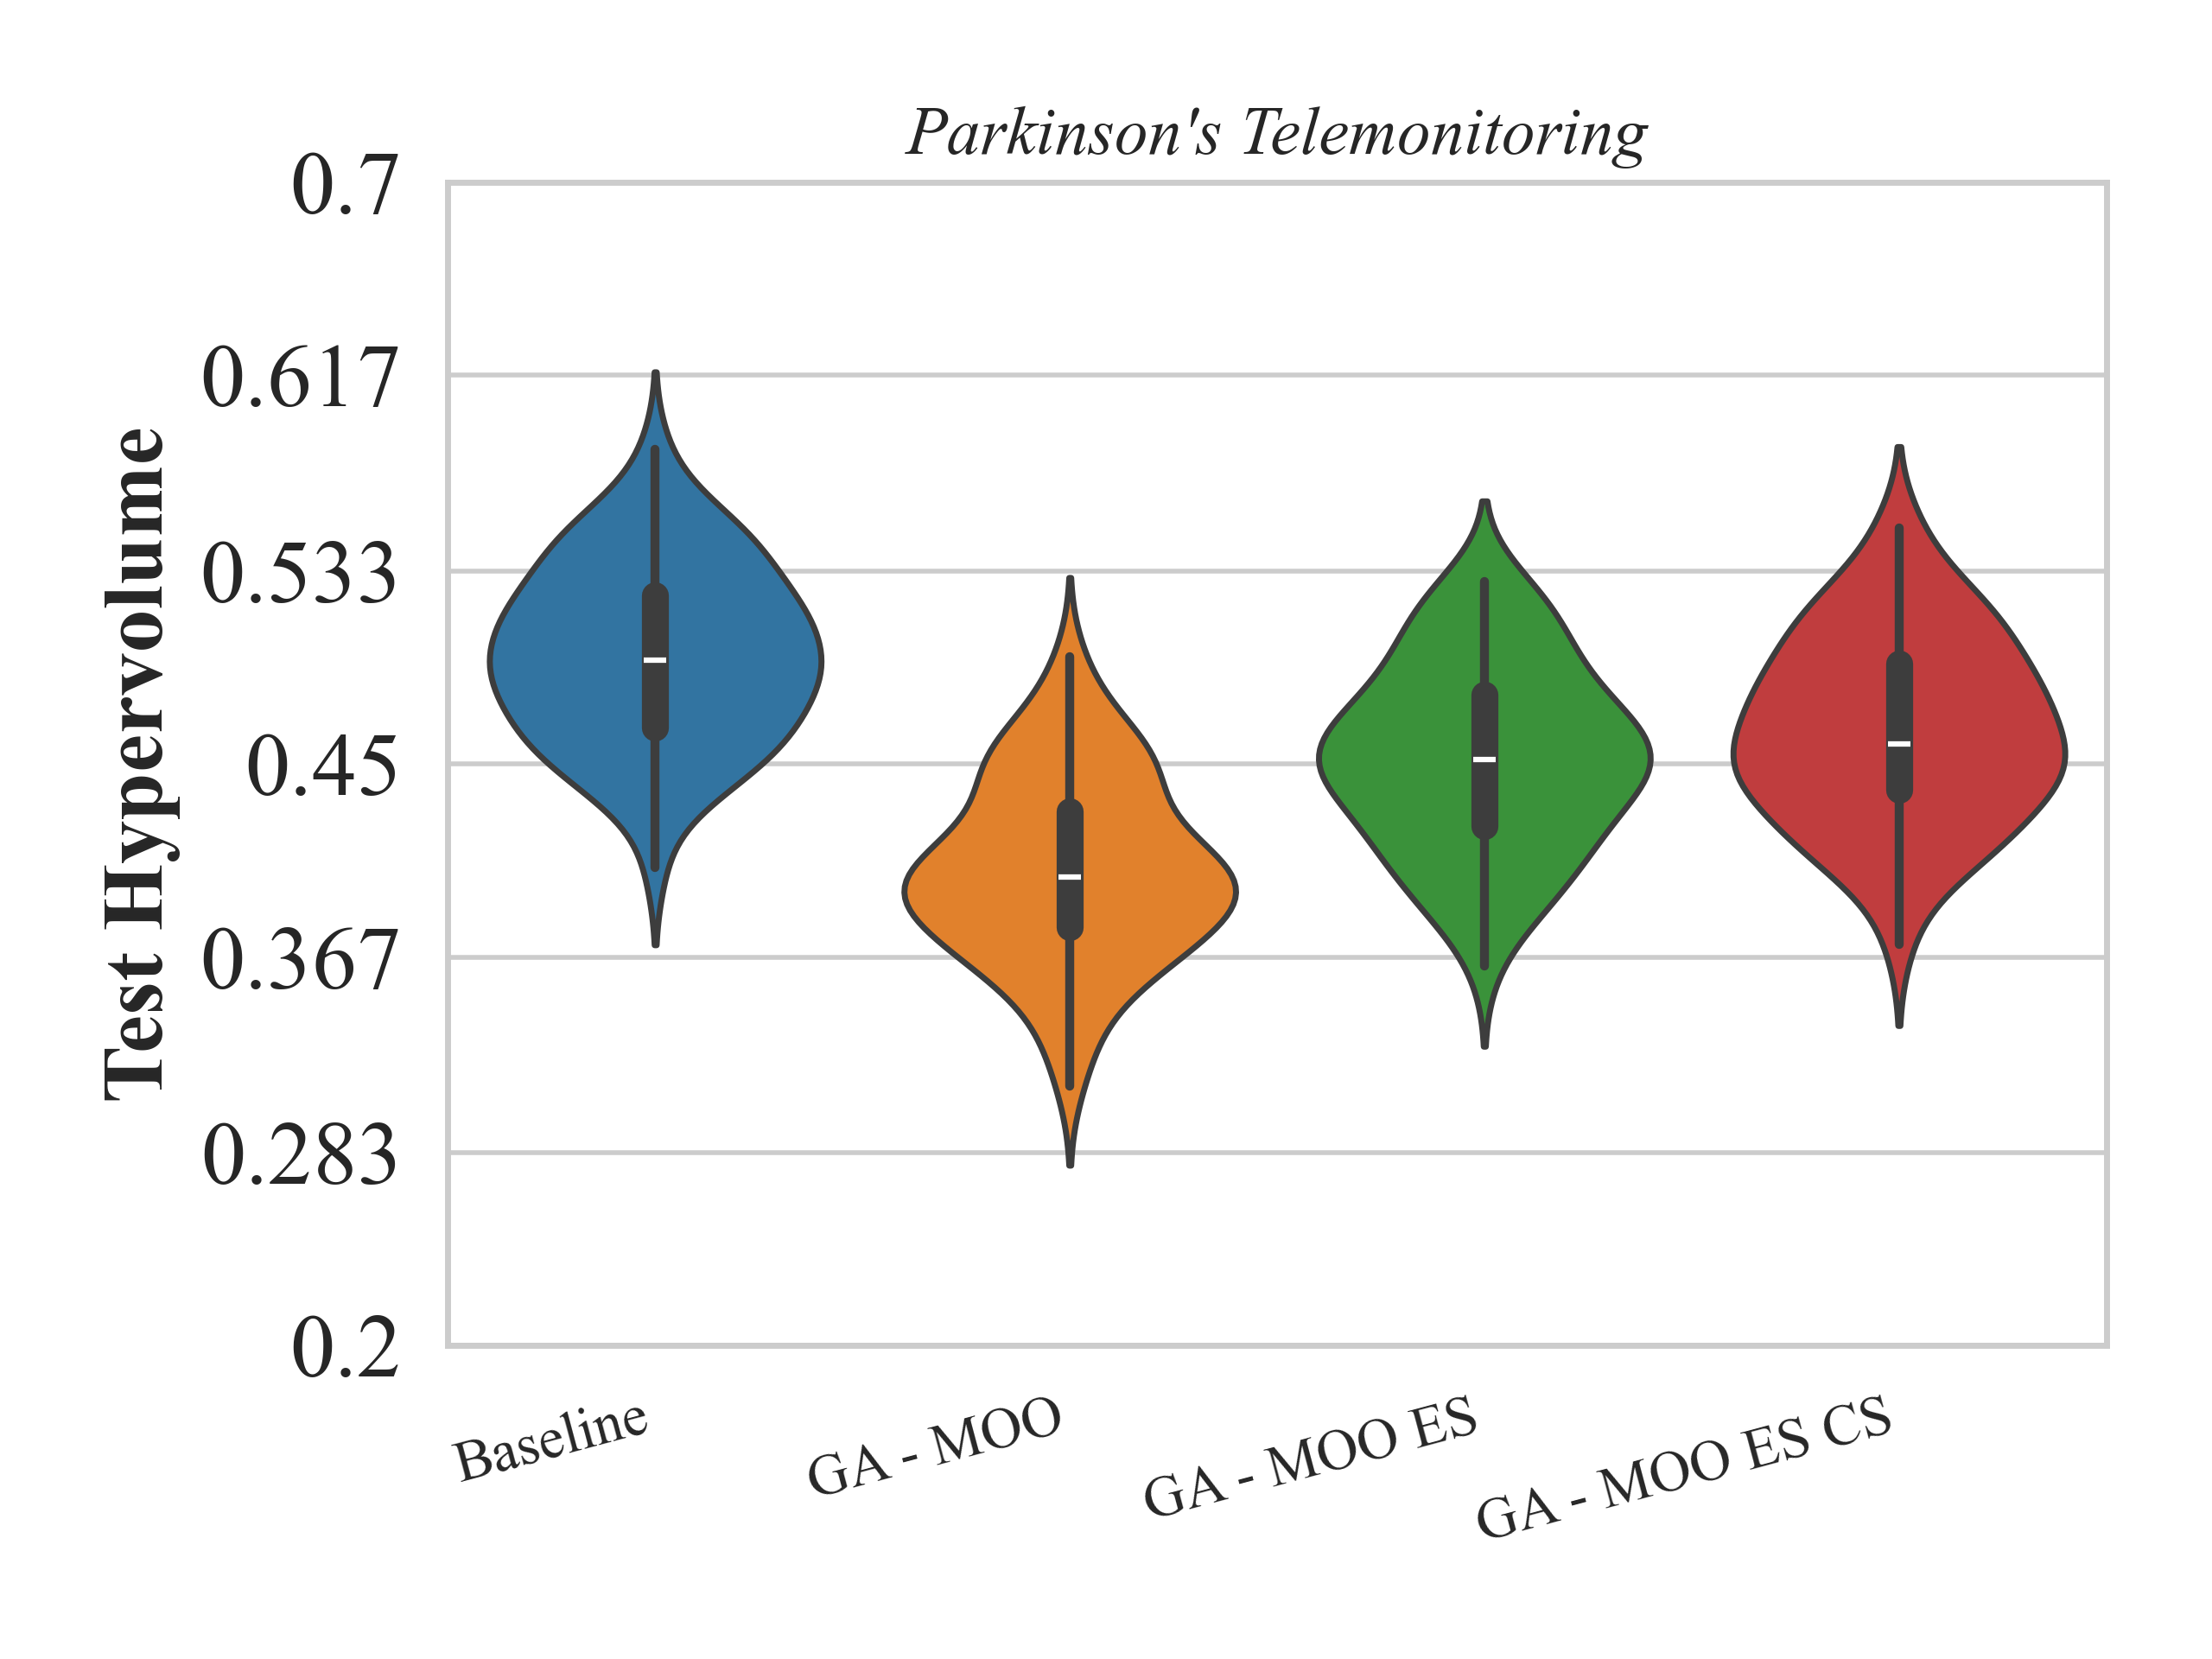 Parkinson's Telemonitoring
Test Hypervolume
0.7
0.617
0.533
0.45
0.367
0.283
0.2
Baseline
GA - MOO
GA - MOO ES
GA - MOO ES CS